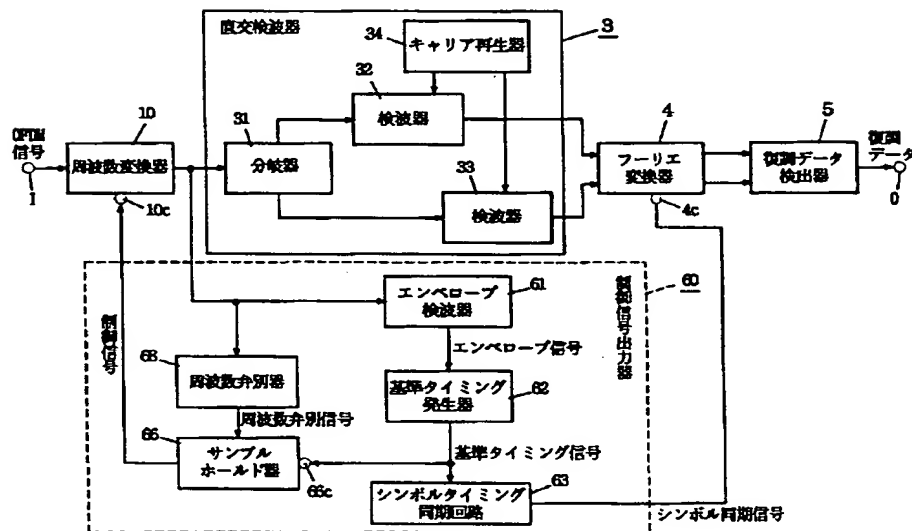 直交検波器
34
キャリア再生器
3
32
検波器
10
OFDM
信号
周波数変換器
1
10c
31
分岐器
33
検波器
4
フーリエ
変換器
4c
5
復調データ
検出器
復調
データ
0
制御信号
61
エンベロープ
検波器
60
制御信号出力器
エンベロープ信号
68
周波数弁別器
62
基準タイミング
発生器
周波数弁別信号
66
サンプル
ホールド器
66c
基準タイミング信号
63
シンボルタイミング
同期回路
シンボル同期信号